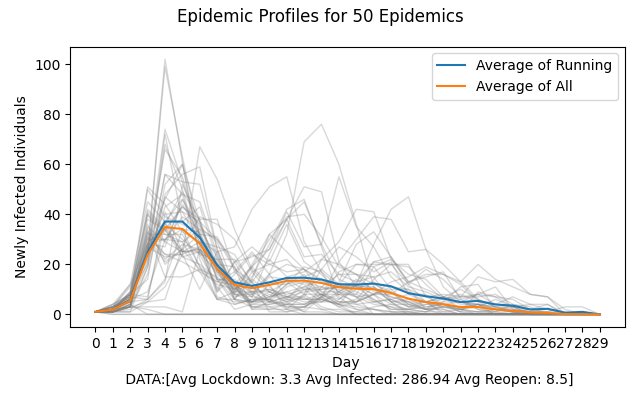 Epidemic Profiles for 50 Epidemics
Newly Infected Individuals
100
80
60
40
20
0
Average of Running
Average of All
0 1 2 3 4 5 6 7 8 9 10 11 12 13 14 15 16 17 18 19 20 21 22 23 24 25 26 27 28 29
Day
DATA:[Avg Lockdown: 3.3 Avg Infected: 286.94 Avg Reopen: 8.5]